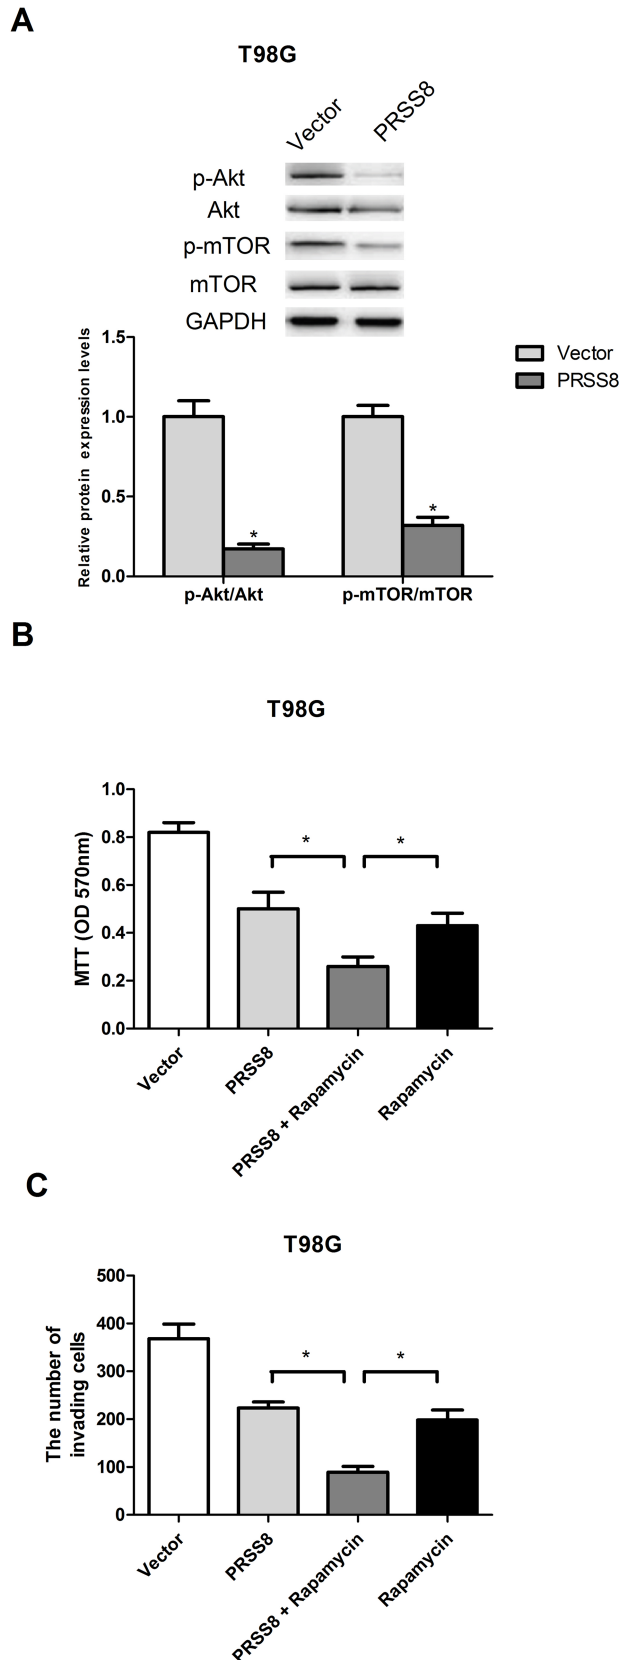 A
T98G
Vector
PRSS8
p-Akt
Akt
p-mTOR
mTOR
GAPDH
Relative protein expression levels
1.5
1.0
0.5
0.0
*
*
p-Akt/Akt
p-mTOR/mTOR
Vector
PRSS8
B
T98G
MTT (OD 570nm)
1.0
0.8
0.6
0.4
0.2
0.0
*
*
Vector
PRSS8
PRSS8 + Rapamycin
Rapamycin
C
T98G
The number of
invading cells
500
400
300
200
100
0
*
*
Vector
PRSS8
PRSS8 + Rapamycin
Rapamycin